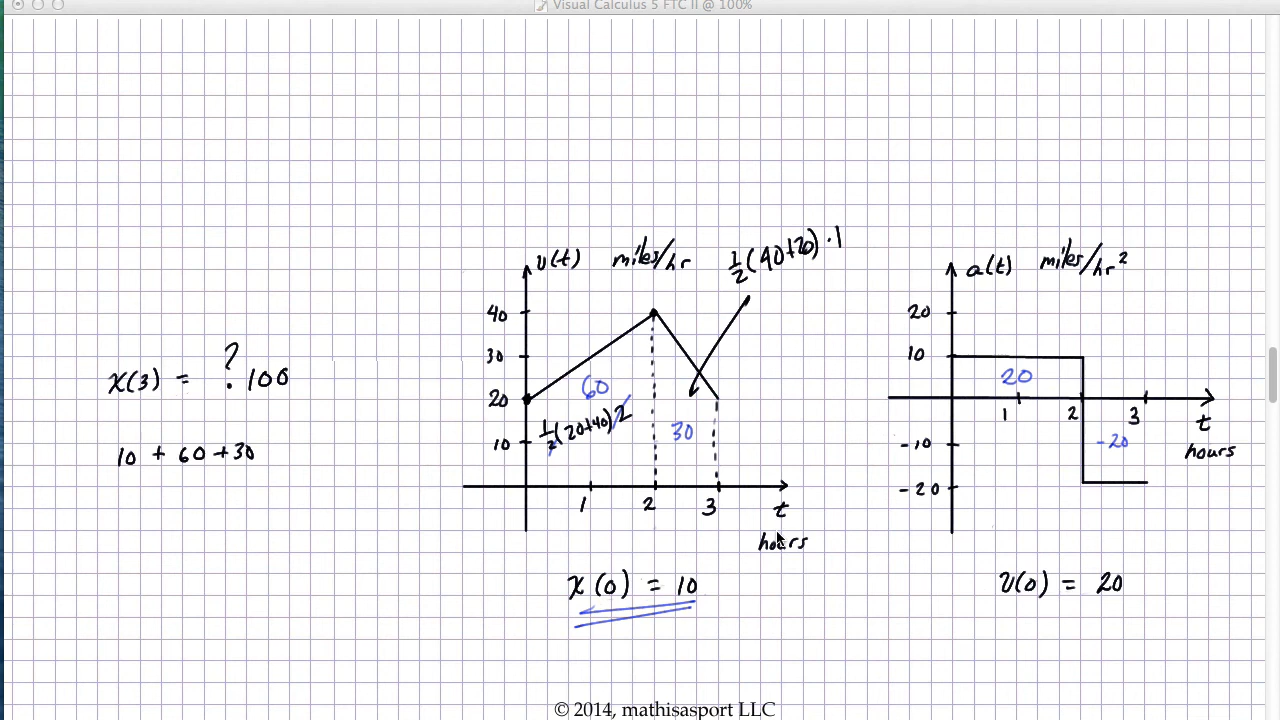 Visual Calculus 5 FTC II @ 100%
v(t) miles/hr
½(40+20)·1
a(t) miles/hr²
40
30
20
10
20
10
-10
-20
x(3) = ? 100
10 + 60 + 30
60
½(20+40)2
30
1 2 3 t
hours
20
1 2 3 t
-20
hours
x(0) = 10
v(0) = 20
© 2014, mathisasport LLC